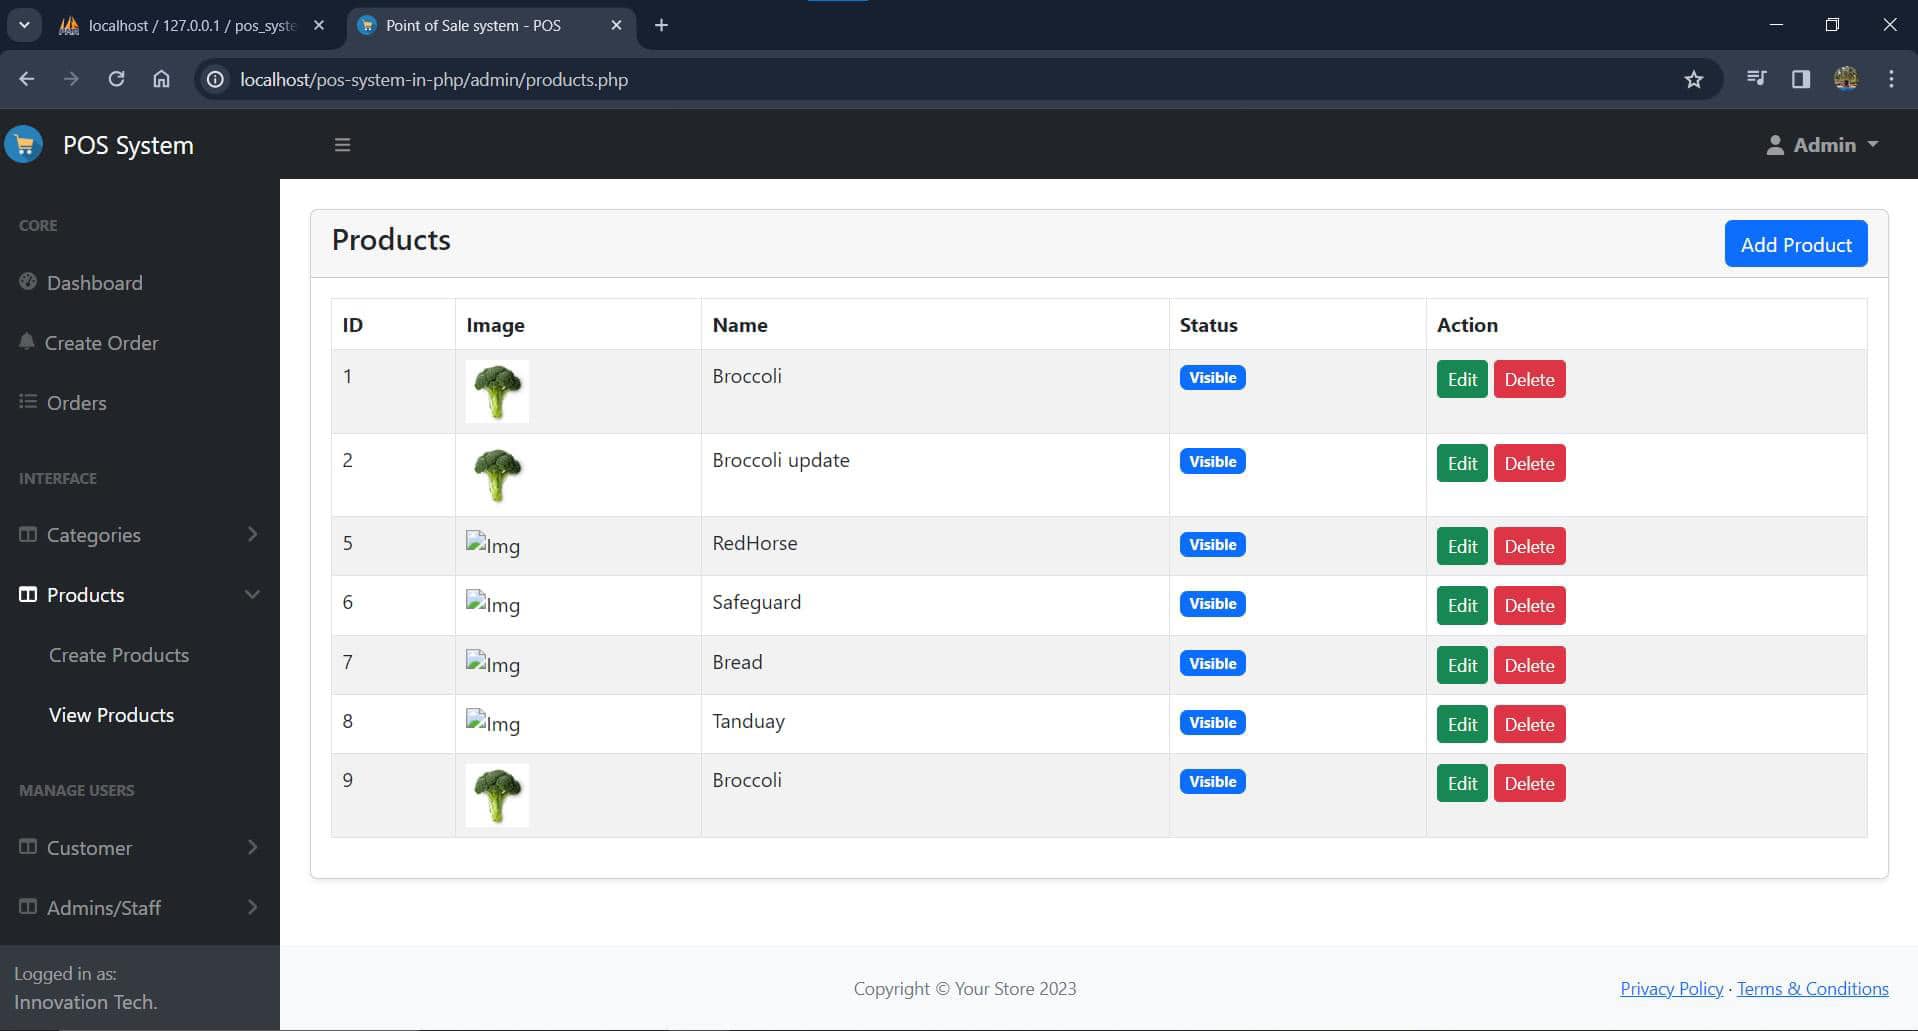 localhost / 127.0.0.1 / pos_syste
Point of Sale system - POS
localhost/pos-system-in-php/admin/products.php
POS System
Admin
CORE
Dashboard
Create Order
Orders
INTERFACE
Categories
Products
Create Products
View Products
MANAGE USERS
Customer
Admins/Staff
Logged in as:
Innovation Tech.
Products
Add Product
ID Image Name Status Action
1 Broccoli Visible Edit Delete
2 Broccoli update Visible Edit Delete
5 Img RedHorse Visible Edit Delete
6 Img Safeguard Visible Edit Delete
7 Img Bread Visible Edit Delete
8 Img Tanduay Visible Edit Delete
9 Broccoli Visible Edit Delete
Copyright © Your Store 2023
Privacy Policy · Terms & Conditions